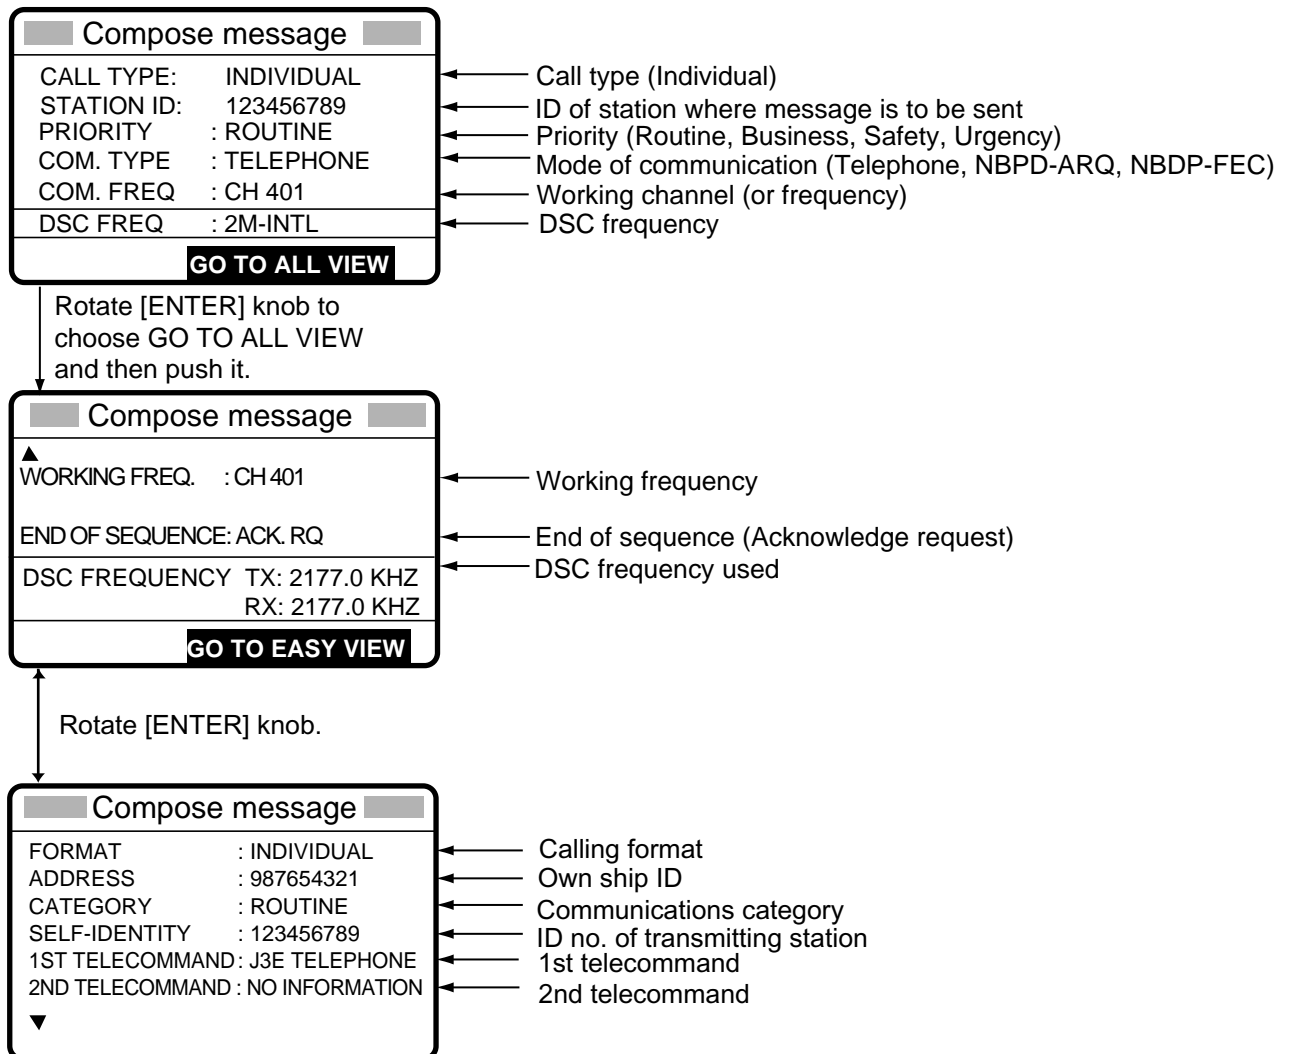 Compose message
CALL TYPE: INDIVIDUAL Call type (Individual)
STATION ID: 123456789 ID of station where message is to be sent
PRIORITY : ROUTINE Priority (Routine, Business, Safety, Urgency)
COM. TYPE : TELEPHONE Mode of communication (Telephone, NBPD-ARQ, NBDP-FEC)
COM. FREQ : CH 401 Working channel (or frequency)
DSC FREQ : 2M-INTL DSC frequency
GO TO ALL VIEW
Rotate [ENTER] knob to
choose GO TO ALL VIEW
and then push it.
Compose message
WORKING FREQ. : CH 401 Working frequency
END OF SEQUENCE: ACK. RQ End of sequence (Acknowledge request)
DSC FREQUENCY TX: 2177.0 KHZ DSC frequency used
RX: 2177.0 KHZ
GO TO EASY VIEW
Rotate [ENTER] knob.
Compose message
FORMAT : INDIVIDUAL Calling format
ADDRESS : 987654321 Own ship ID
CATEGORY : ROUTINE Communications category
SELF-IDENTITY : 123456789 ID no. of transmitting station
1ST TELECOMMAND : J3E TELEPHONE 1st telecommand
2ND TELECOMMAND : NO INFORMATION 2nd telecommand